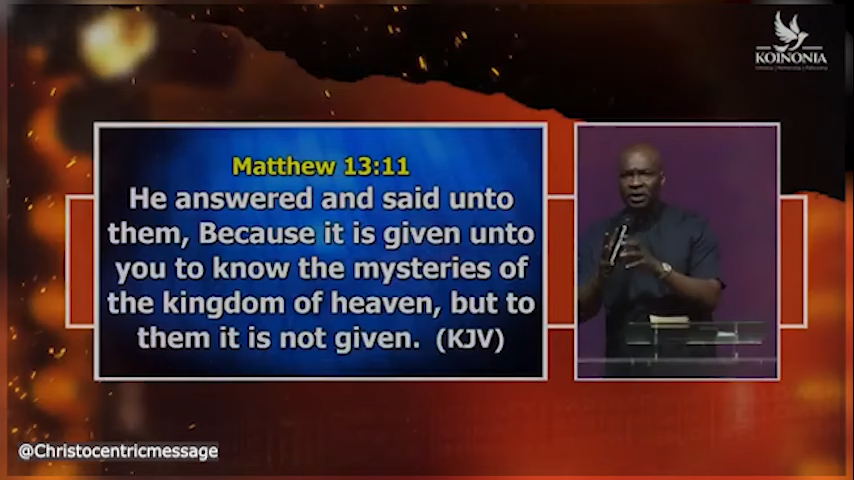 KOINONIA
Matthew 13:11
He answered and said unto
them, Because it is given unto
you to know the mysteries of
the kingdom of heaven, but to
them it is not given. (KJV)
@Christocentricmessage